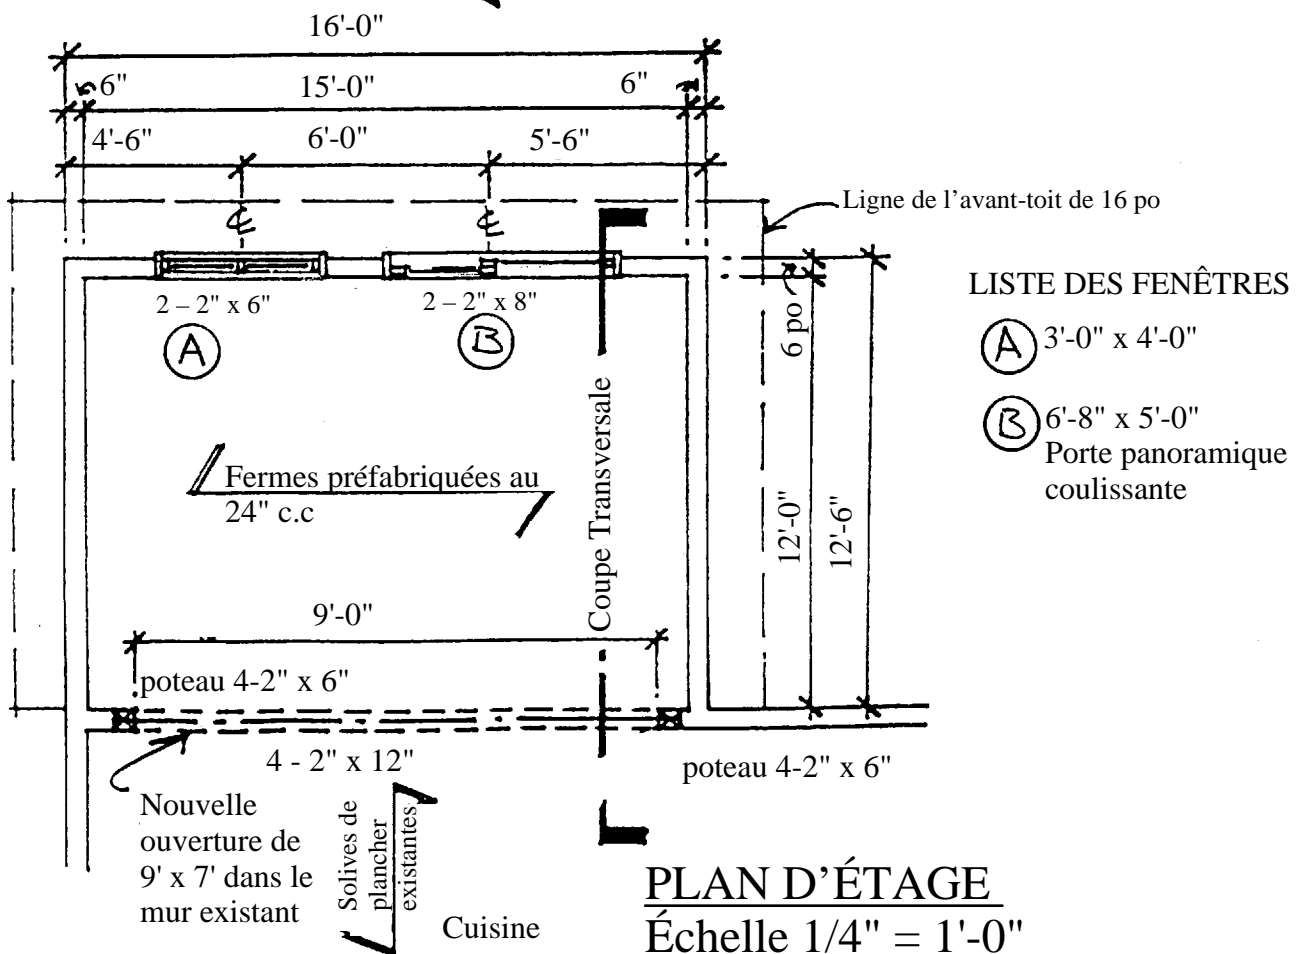 16'-0"
6" 15'-0" 6"
4'-6" 6'-0" 5'-6"
Ligne de l’avant-toit de 16 po
2 – 2" x 6" 2 – 2" x 8"
A B
6 po
12'-0"
12'-6"
LISTE DES FENÊTRES
A 3'-0" x 4'-0"
B 6'-8" x 5'-0"
Porte panoramique
coulissante
Coupe Transversale
Fermes préfabriquées au
24" c.c
9'-0"
poteau 4-2" x 6"
4 - 2" x 12"
poteau 4-2" x 6"
Nouvelle
ouverture de
9' x 7' dans le
mur existant
Solives de
plancher
existantes
Cuisine
PLAN D’ÉTAGE
Échelle 1/4" = 1'-0"